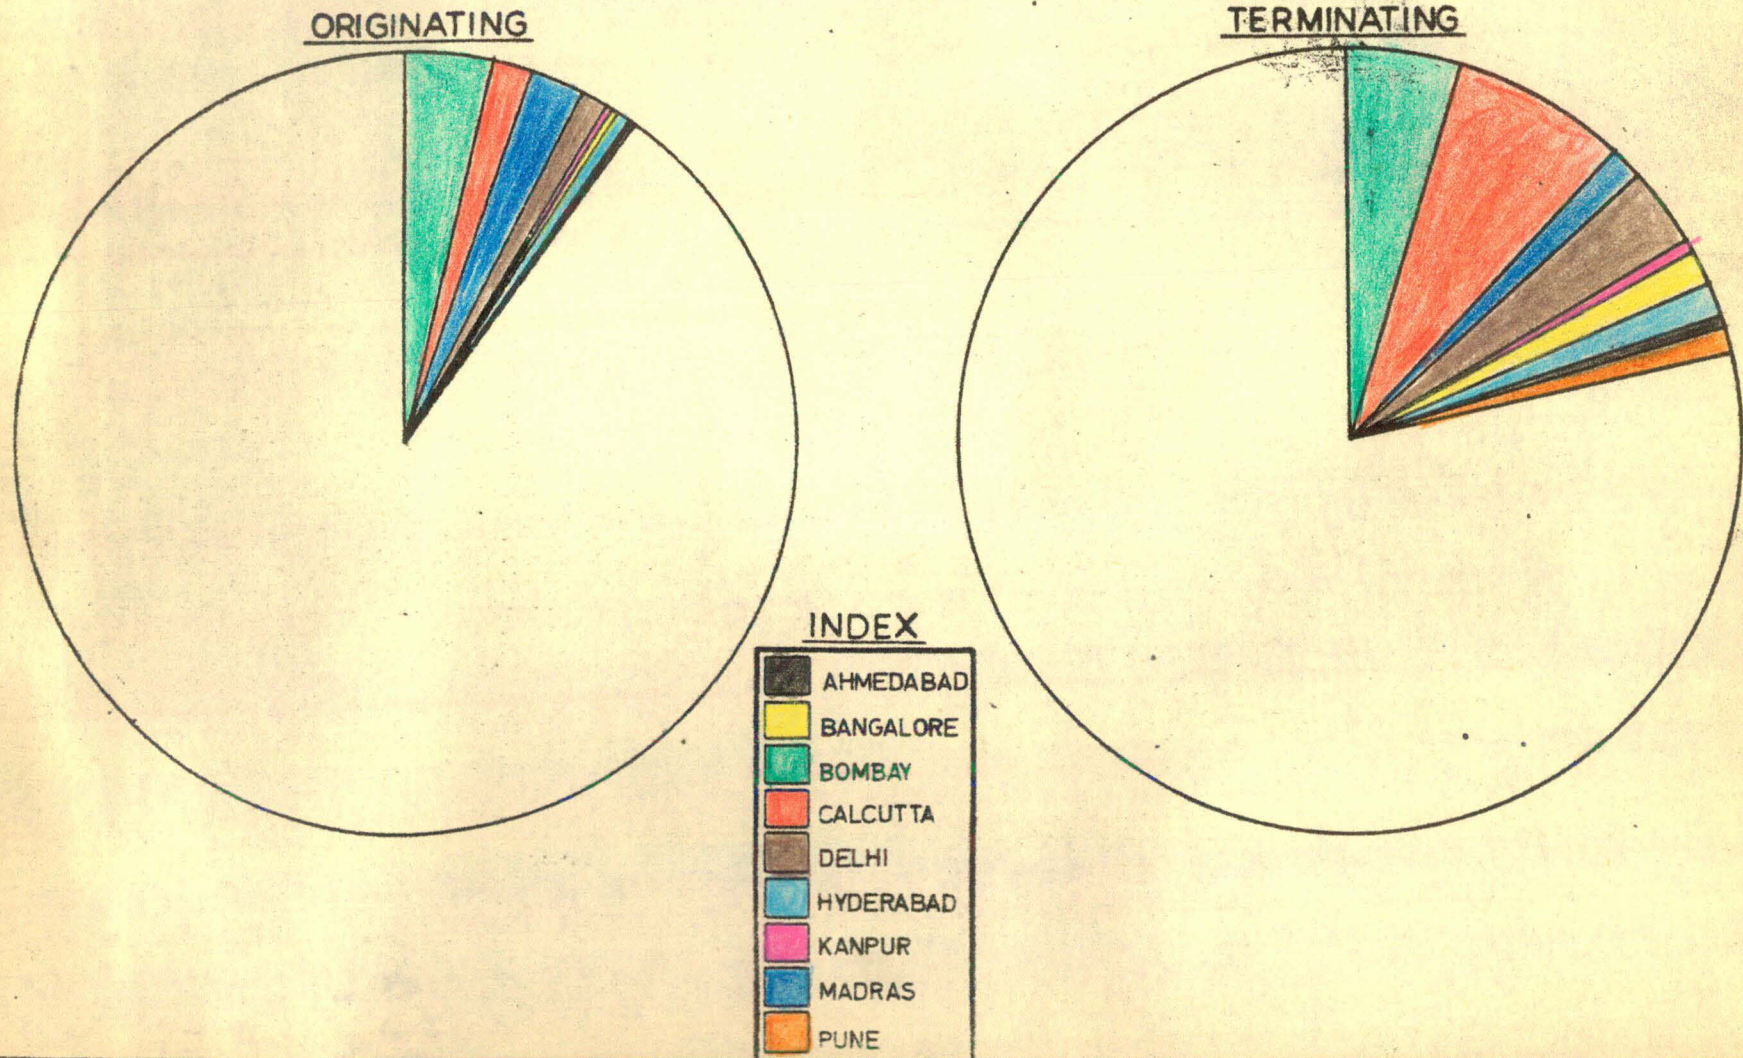 ORIGINATING
TERMINATING
INDEX
AHMEDABAD
BANGALORE
BOMBAY
CALCUTTA
DELHI
HYDERABAD
KANPUR
MADRAS
PUNE